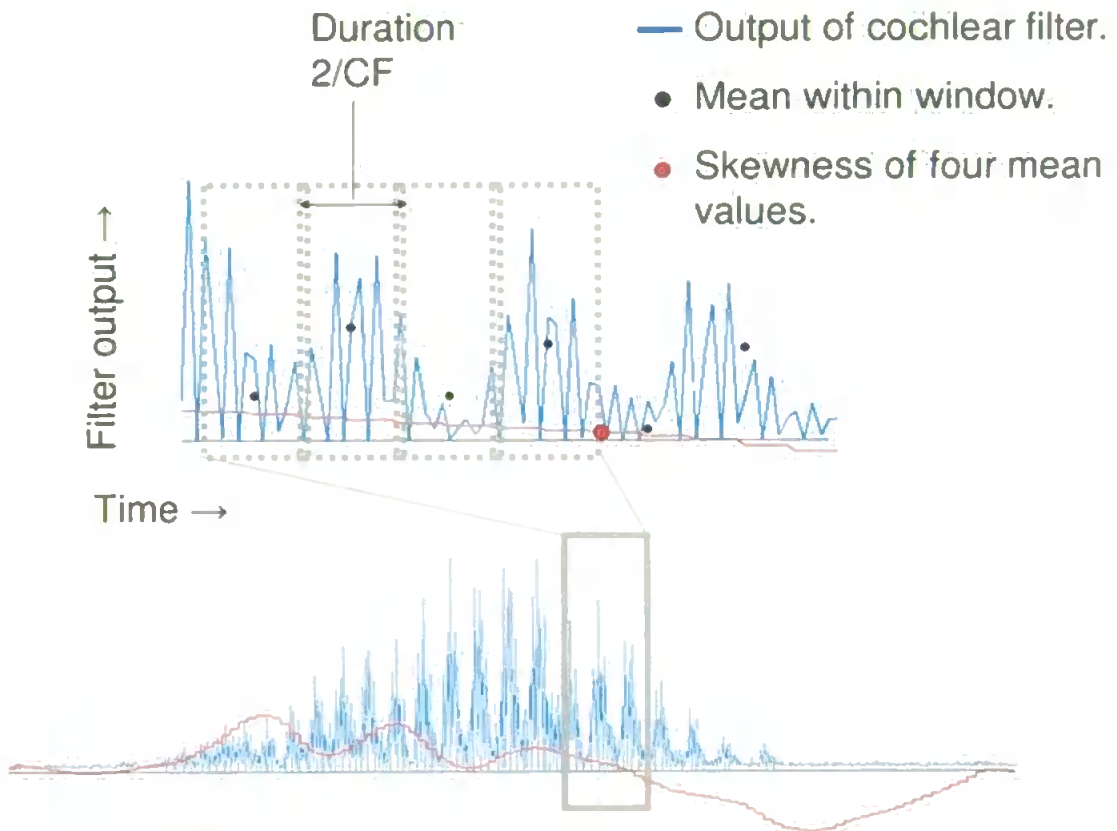 Duration
2/CF
Output of cochlear filter.
Mean within window.
Skewness of four mean
values.
Filter output →
Time →